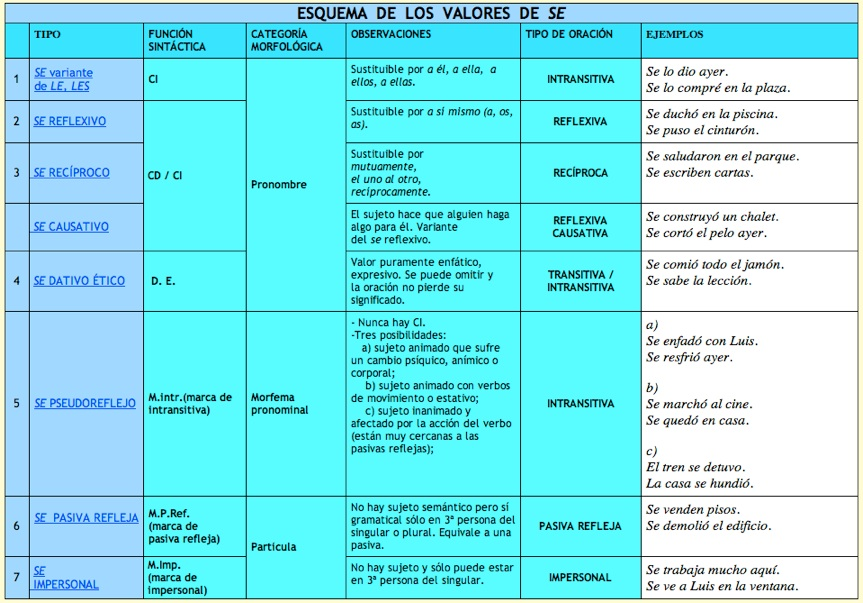 ESQUEMA DE LOS VALORES DE SE
TIPO
FUNCIÓN
SINTÁCTICA
CATEGORÍA
MORFOLÓGICA
OBSERVACIONES
TIPO DE ORACIÓN
EJEMPLOS
1
SE variante
de LE, LES
CI
Pronombre
Sustituible por a él, a ella, a
ellos, a ellas.
INTRANSITIVA
Se lo dio ayer.
Se lo compré en la plaza.
2
SE REFLEXIVO
CD / CI
Sustituible por a sí mismo (a, os,
as).
REFLEXIVA
Se duchó en la piscina.
Se puso el cinturón.
3
SE RECÍPROCO
Sustituible por
mutuamente,
el uno al otro,
recíprocamente.
RECÍPROCA
Se saludaron en el parque.
Se escriben cartas.
SE CAUSATIVO
El sujeto hace que alguien haga
algo para él. Variante
del se reflexivo.
REFLEXIVA
CAUSATIVA
Se construyó un chalet.
Se cortó el pelo ayer.
4
SE DATIVO ÉTICO
D. E.
Valor puramente enfático,
expresivo. Se puede omitir y
la oración no pierde su
significado.
TRANSITIVA /
INTRANSITIVA
Se comió todo el jamón.
Se sabe la lección.
5
SE PSEUDOREFLEJO
M.intr.(marca de
intransitiva)
Morfema
pronominal
- Nunca hay CI.
-Tres posibilidades:
a) sujeto animado que sufre
un cambio psíquico, anímico o
corporal;
b) sujeto animado con verbos
de movimiento o estativo;
c) sujeto inanimado y
afectado por la acción del verbo
(están muy cercanas a las
pasivas reflejas);
INTRANSITIVA
a)
Se enfadó con Luis.
Se resfrió ayer.
b)
Se marchó al cine.
Se quedó en casa.
c)
El tren se detuvo.
La casa se hundió.
6
SE PASIVA REFLEJA
M.P.Ref.
(marca de
pasiva refleja)
Partícula
No hay sujeto semántico pero sí
gramatical sólo en 3ª persona del
singular o plural. Equivale a una
pasiva.
PASIVA REFLEJA
Se venden pisos.
Se demolió el edificio.
7
SE
IMPERSONAL
M.Imp.
(marca de
impersonal)
No hay sujeto y sólo puede estar
en 3ª persona del singular.
IMPERSONAL
Se trabaja mucho aquí.
Se ve a Luis en la ventana.